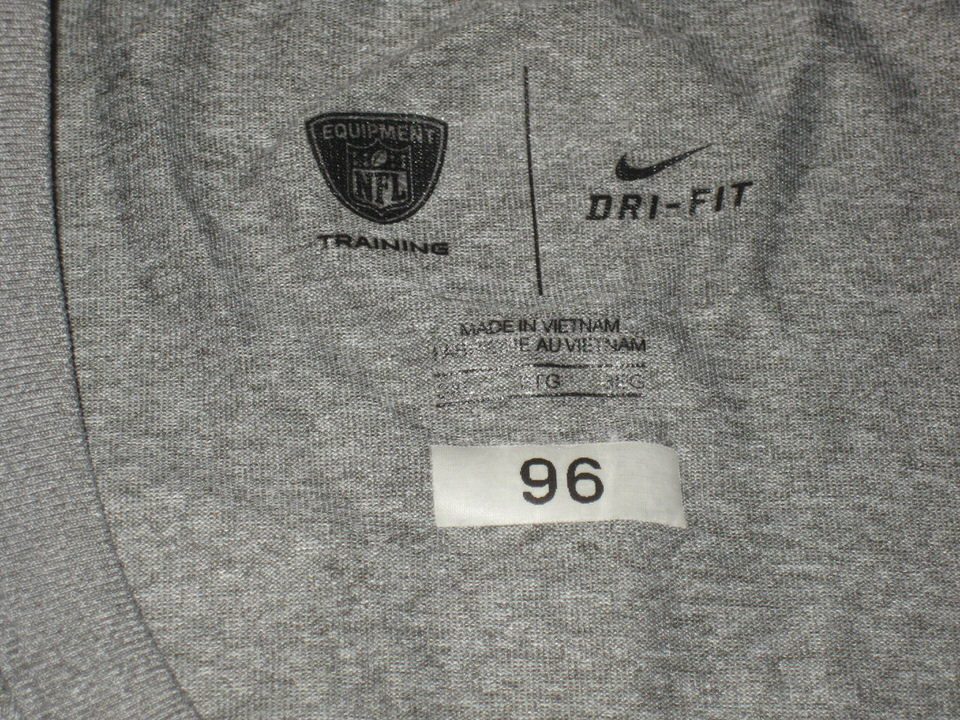 EQUIPMENT
NFL
TRAINING
DRI-FIT
MADE IN VIETNAM
AU VIETNAM
96